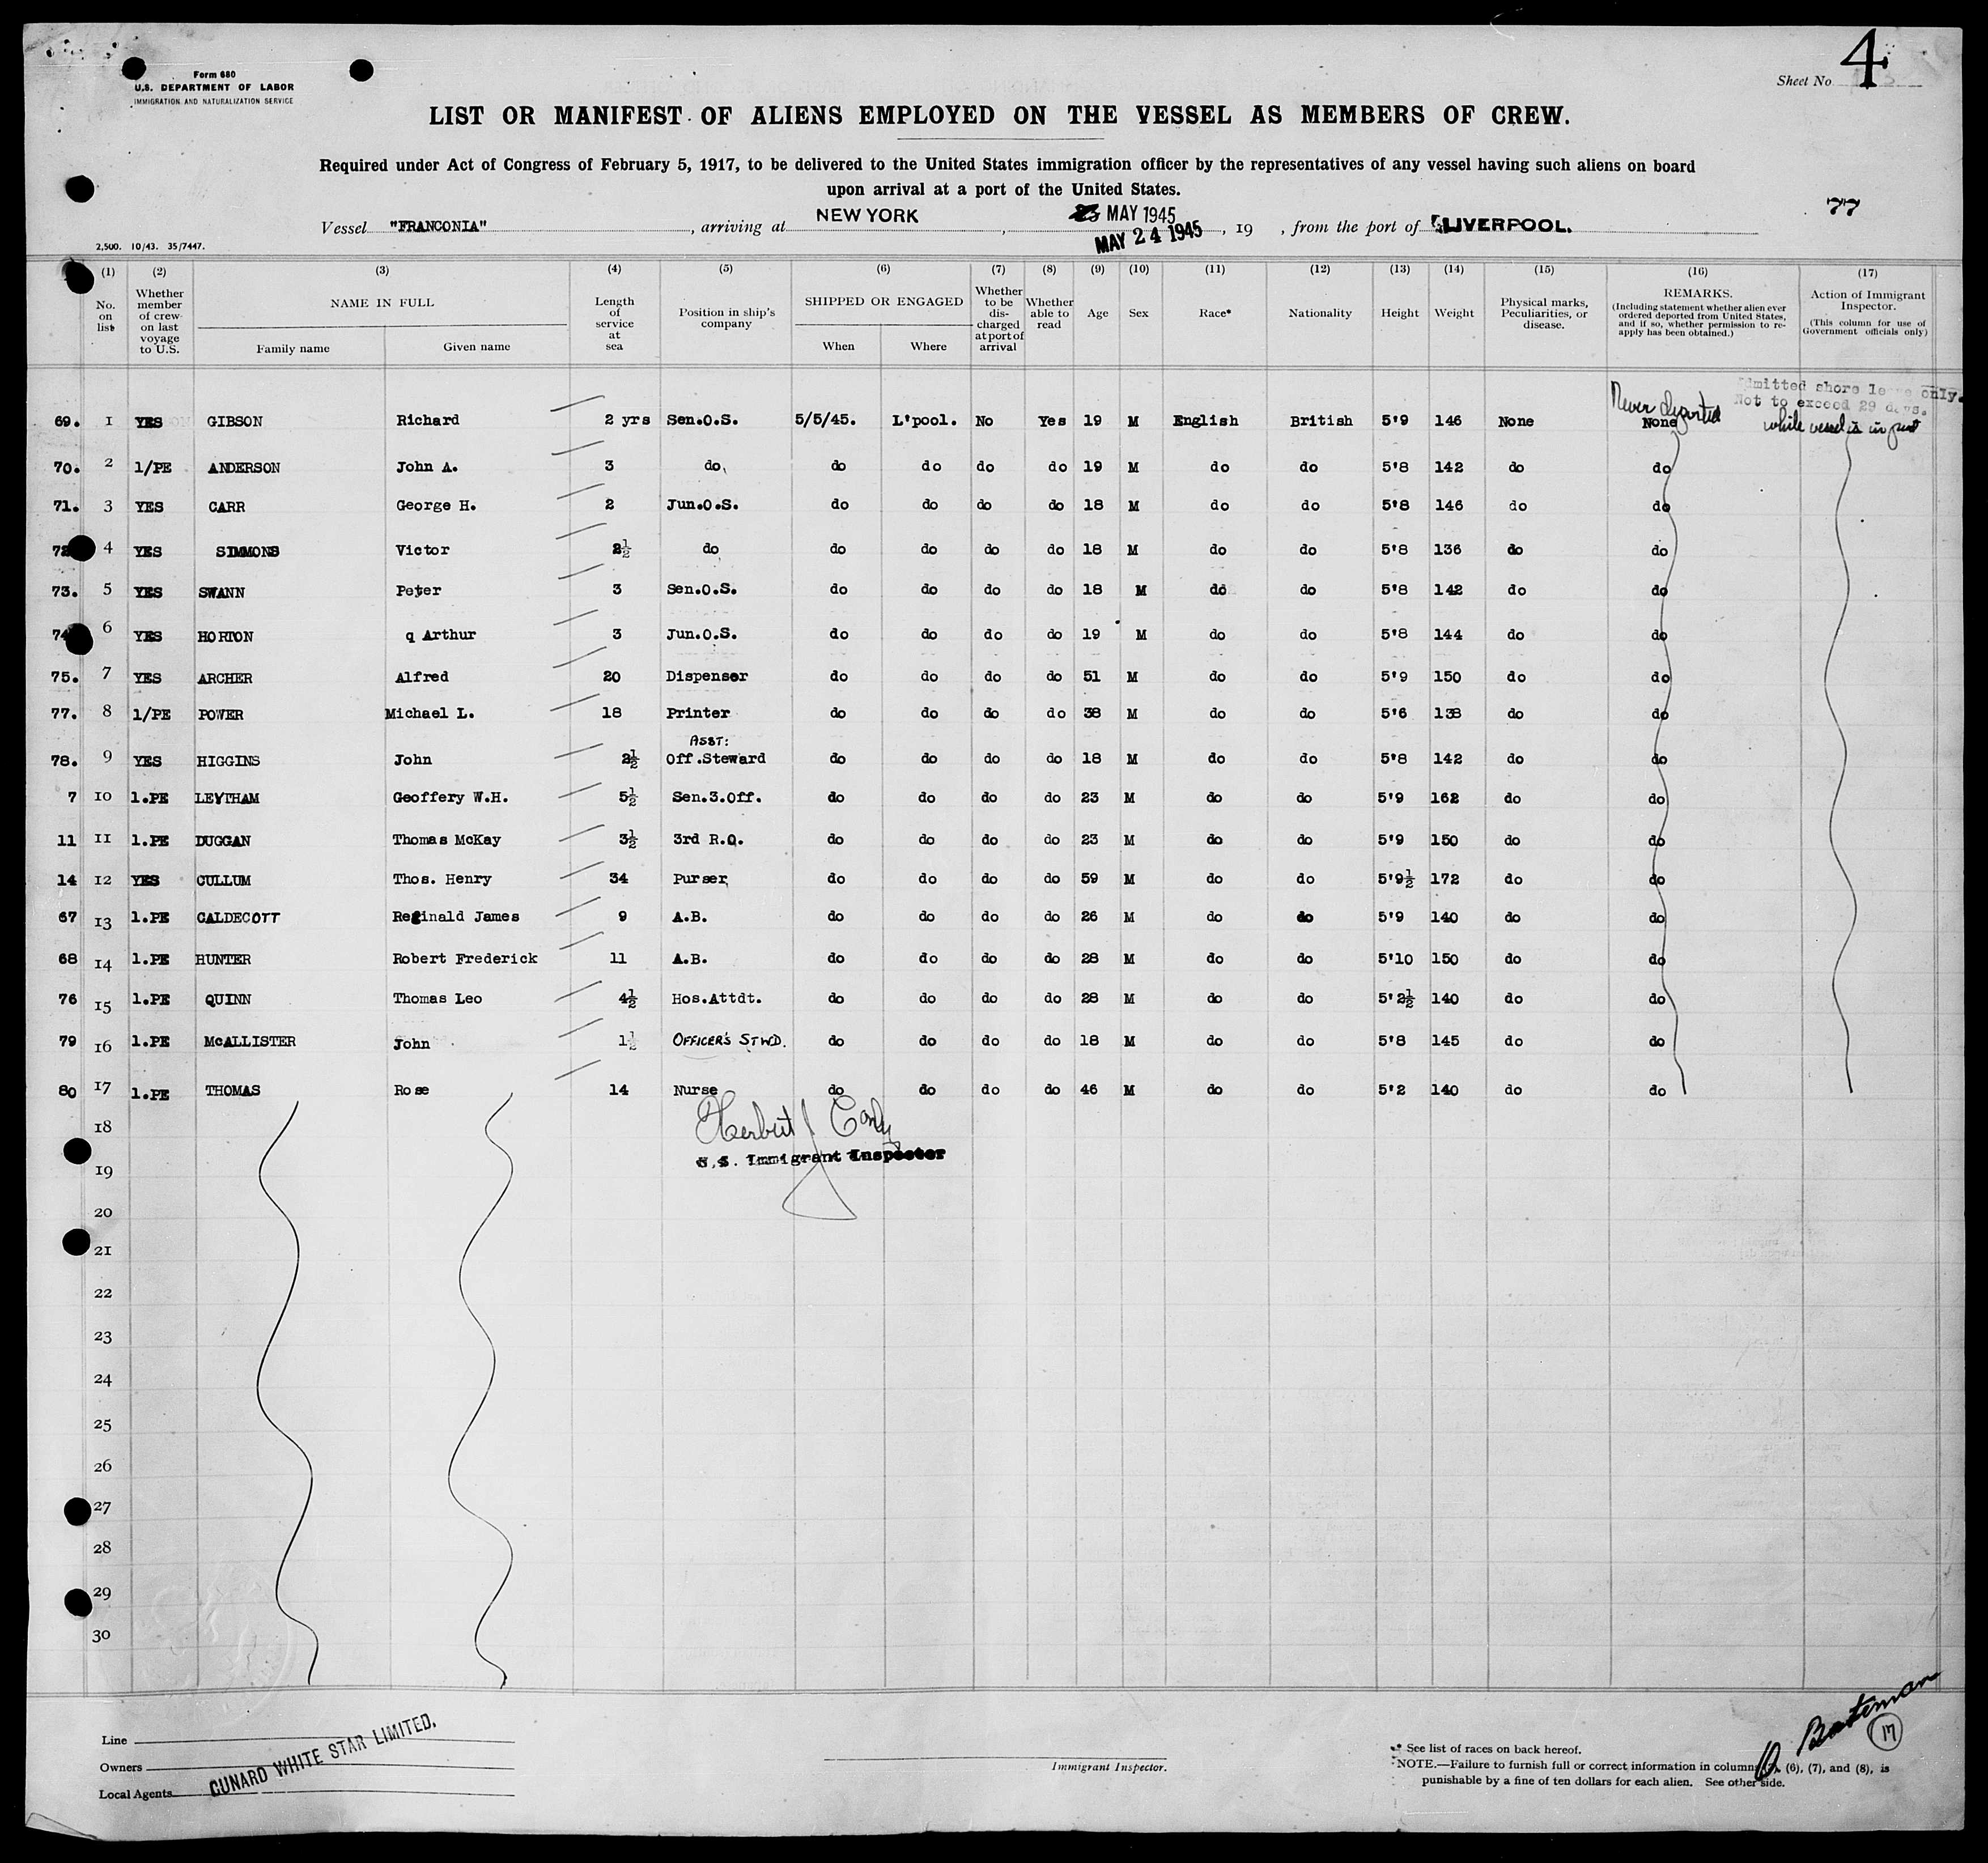 Form 680
U.S. DEPARTMENT OF LABOR
IMMIGRATION AND NATURALIZATION SERVICE
Sheet No. 4
LIST OR MANIFEST OF ALIENS EMPLOYED ON THE VESSEL AS MEMBERS OF CREW.
Required under Act of Congress of February 5, 1917, to be delivered to the United States immigration officer by the representatives of any vessel having such aliens on board
upon arrival at a port of the United States.
77
Vessel "FRANCONIA", arriving at NEW YORK, MAY 1945 MAY 24 1945, 19 , from the port of LIVERPOOL.
2,500. 10/43. 35/7447.
(1) (2) (3) (4) (5) (6) (7) (8) (9) (10) (11) (12) (13) (14) (15) (16) (17)
No. on list Whether member of crew on last voyage to U.S. NAME IN FULL Family name Given name Length of service at sea Position in ship's company SHIPPED OR ENGAGED When Where Whether to be discharged at port of arrival Whether able to read Age Sex Race* Nationality Height Weight Physical marks, Peculiarities, or disease. REMARKS. (Including statement whether alien ever ordered deported from United States, and if so, whether permission to re-apply has been obtained.) Action of Immigrant Inspector. (This column for use of Government officials only)
Never deported
Admitted shore leave only.
Not to exceed 29 days.
while vessel is in port
69. 1 YES GIBSON Richard 2 yrs Sen.O.S. 5/5/45. L'pool. No Yes 19 M English British 5'9 146 None None
70. 2 1/PE ANDERSON John A. 3 do do do do do 19 M do do 5'8 142 do do
71. 3 YES CARR George H. 2 Jun.O.S. do do do do 18 M do do 5'8 146 do do
72 4 YES SIMMONS Victor 2½ do do do do do 18 M do do 5'8 136 do do
73. 5 YES SWANN Peter 3 Sen.O.S. do do do do 18 M do do 5'8 142 do do
74 6 YES HORTON q Arthur 3 Jun.O.S. do do do do 19 M do do 5'8 144 do do
75. 7 YES ARCHER Alfred 20 Dispenser do do do do 51 M do do 5'9 150 do do
77. 8 1/PE POWER Michael L. 18 Printer do do do do 38 M do do 5'6 138 do do
ASST:
78. 9 YES HIGGINS John 2½ Off.Steward do do do do 18 M do do 5'8 142 do do
7 10 1.PE LEYTHAM Geoffery W.H. 5½ Sen.3.Off. do do do do 23 M do do 5'9 162 do do
11 11 1.PE DUGGAN Thomas McKay 3½ 3rd R.O. do do do do 23 M do do 5'9 150 do do
14 12 YES CULLUM Thos. Henry 34 Purser do do do do 59 M do do 5'9½ 172 do do
67 13 1.PE CALDECOTT Reginald James 9 A.B. do do do do 26 M do do 5'9 140 do do
68 14 1.PE HUNTER Robert Frederick 11 A.B. do do do do 28 M do do 5'10 150 do do
76 15 1.PE QUINN Thomas Leo 4½ Hos.Attdt. do do do do 28 M do do 5'2½ 140 do do
79 16 1.PE McALLISTER John 1½ OFFICER'S STWD. do do do do 18 M do do 5'8 145 do do
80 17 1.PE THOMAS Rose 14 Nurse do do do do 46 M do do 5'2 140 do do
18
Herbert J
19 U.S. Immigrant Inspector
20
21
22
23
24
25
26
27
28
29
30
Line
Owners
Local Agents
CUNARD WHITE STAR LIMITED.
Immigrant Inspector.
Bateman
17
* See list of races on back hereof.
NOTE.—Failure to furnish full or correct information in columns (6), (7), and (8), is
punishable by a fine of ten dollars for each alien. See other side.